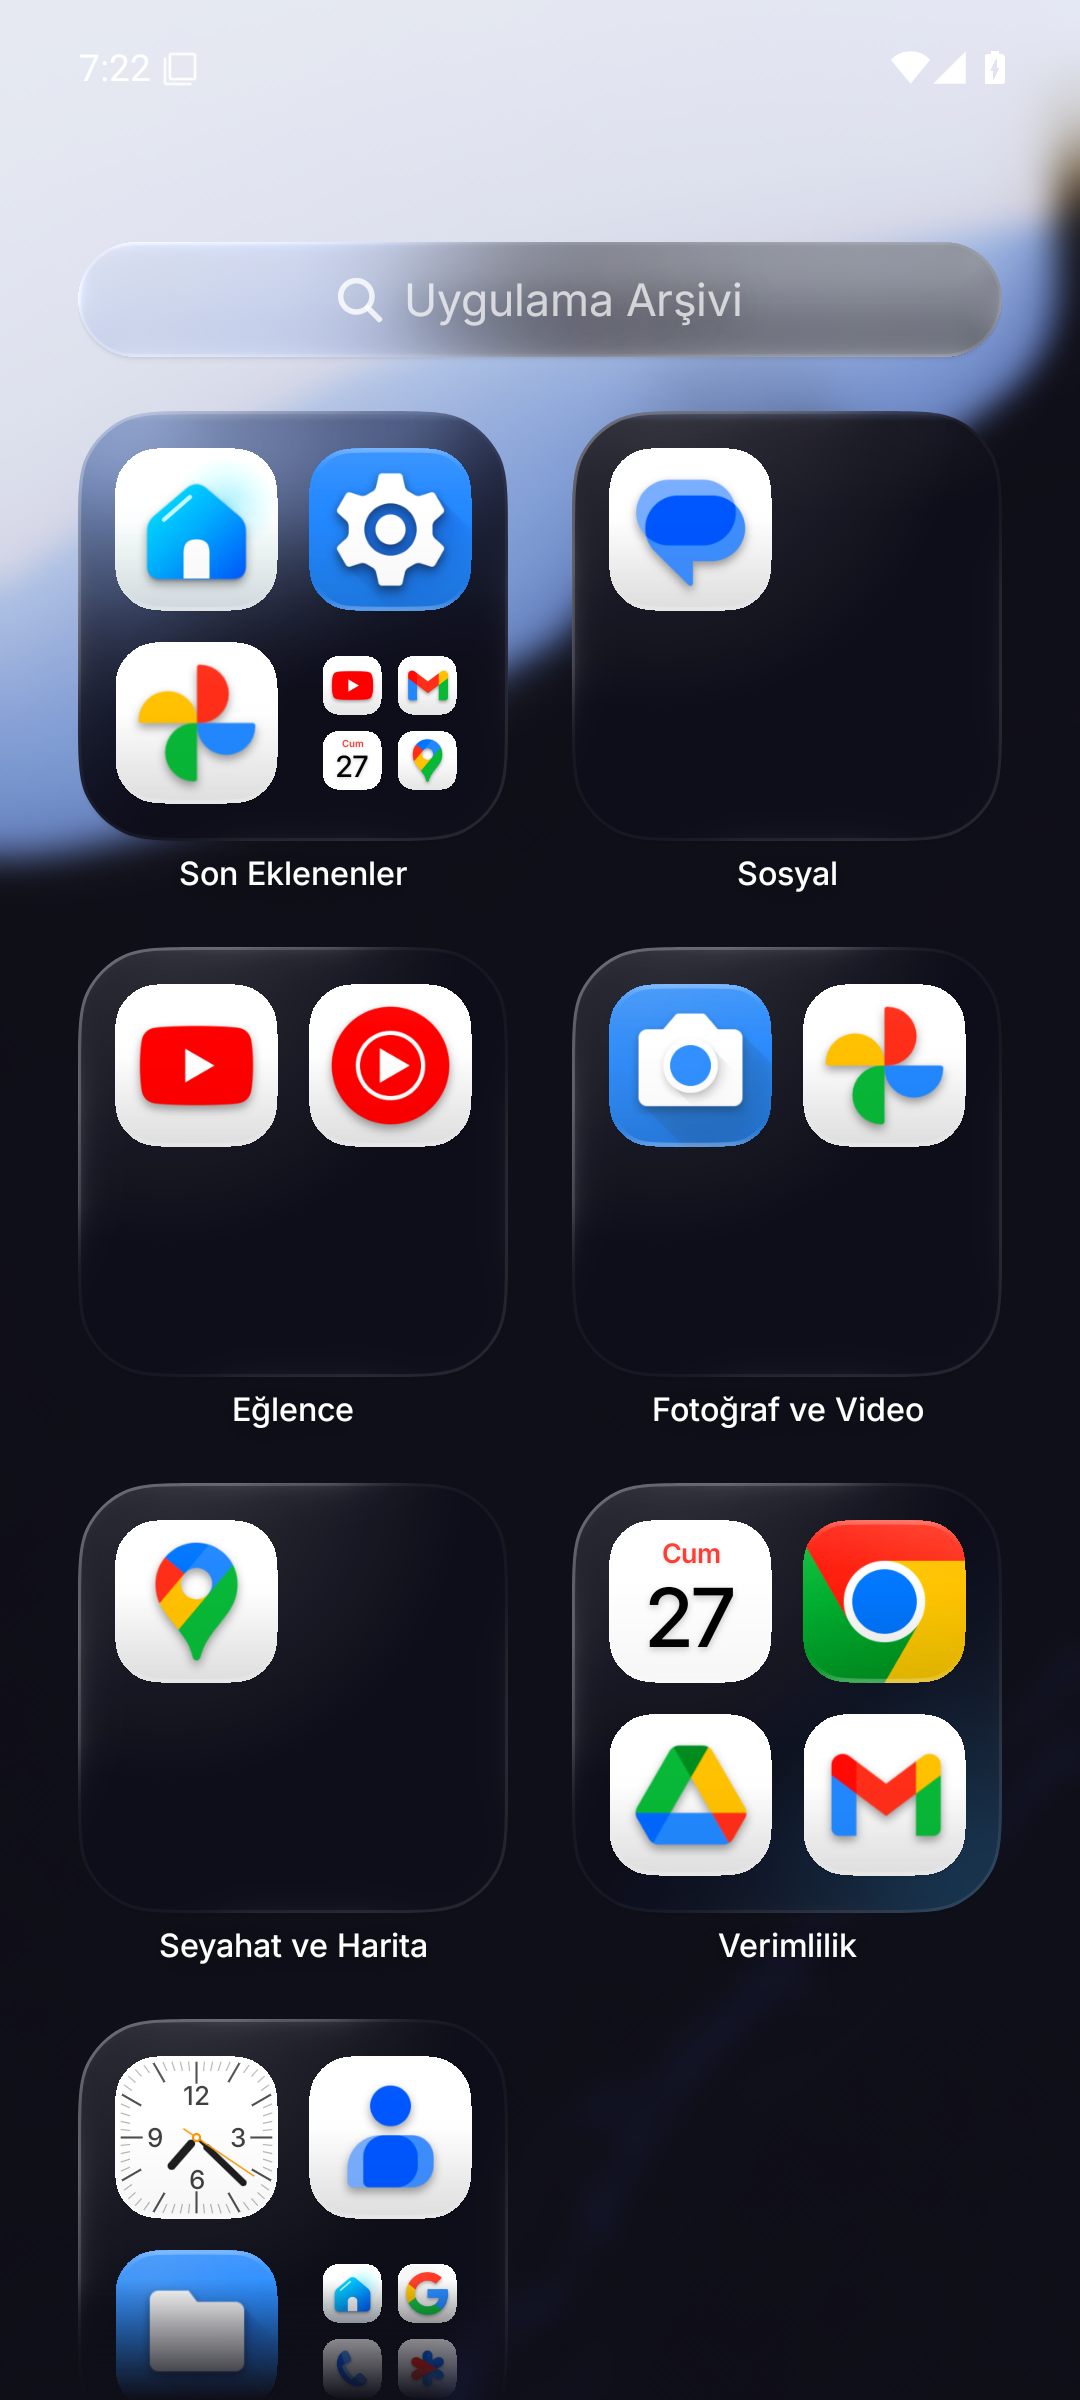 7:22
Uygulama Arşivi
Cum
27
Son Eklenenler
Sosyal
Eğlence
Fotoğraf ve Video
Cum
27
Seyahat ve Harita
Verimlilik
12
9 3
6